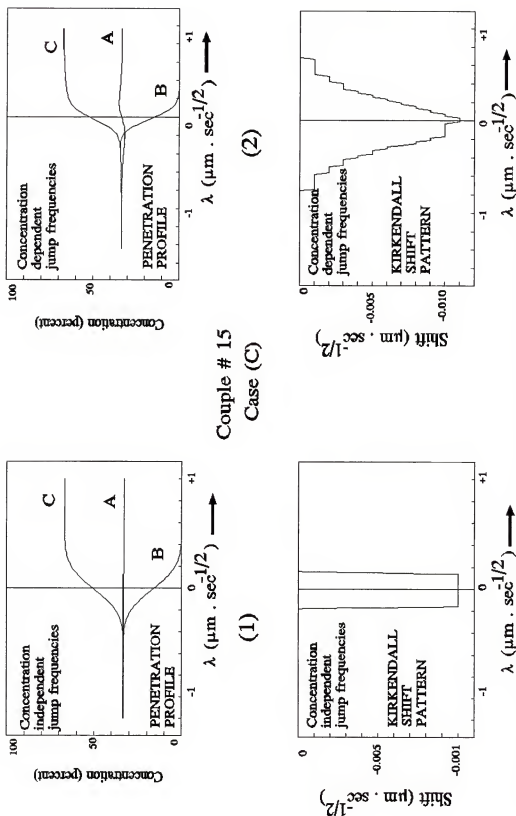 Concentration (percent)
100
50
0
Concentration
independent
jump frequencies
PENETRATION
PROFILE
C
A
B
-1
0
+1
λ (μm . sec^-1/2)
(1)
Concentration (percent)
100
50
0
Concentration
dependent
jump frequencies
PENETRATION
PROFILE
C
A
B
-1
0
+1
λ (μm . sec^-1/2)
(2)
Couple # 15
Case (C)
Shift (μm . sec^-1/2)
0
-0.005
-0.001
Concentration
independent
jump frequencies
KIRKENDALL
SHIFT
PATTERN
-1
0
+1
λ (μm . sec^-1/2)
Shift (μm . sec^-1/2)
0
-0.005
-0.010
Concentration
dependent
jump frequencies
KIRKENDALL
SHIFT
PATTERN
-1
0
+1
λ (μm . sec^-1/2)